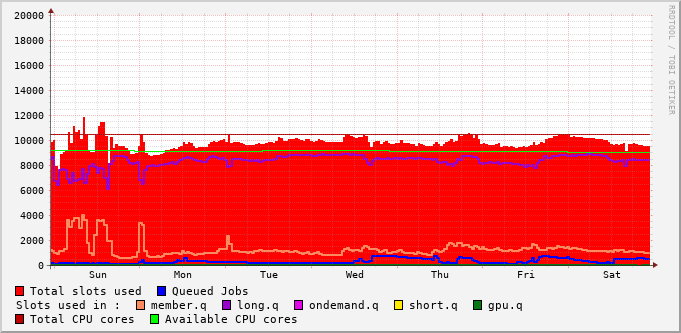 20000
18000
16000
14000
12000
10000
8000
6000
4000
2000
0
Sun Mon Tue Wed Thu Fri Sat
RRDTOOL / TOBI OETIKER
Total slots used Queued Jobs
Slots used in : member.q long.q ondemand.q short.q gpu.q
Total CPU cores Available CPU cores